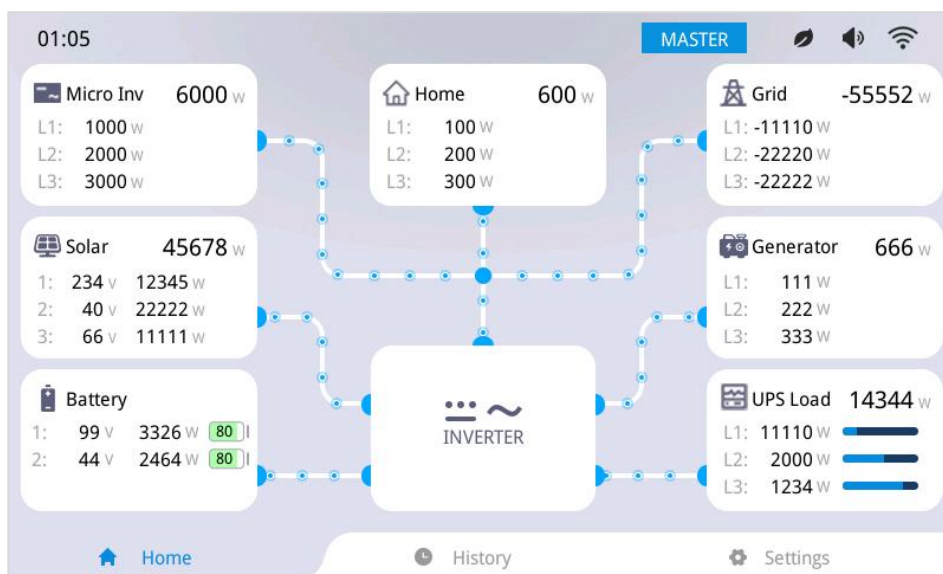 01:05
MASTER
Micro Inv 6000 W
L1: 1000 W
L2: 2000 W
L3: 3000 W
Home 600 W
L1: 100 W
L2: 200 W
L3: 300 W
Grid -55552 W
L1: -11110 W
L2: -22220 W
L3: -22222 W
Solar 45678 W
1: 234 V 12345 W
2: 40 V 22222 W
3: 66 V 11111 W
Generator 666 W
L1: 111 W
L2: 222 W
L3: 333 W
Battery
1: 99 V 3326 W 80
2: 44 V 2464 W 80
INVERTER
UPS Load 14344 W
L1: 11110 W
L2: 2000 W
L3: 1234 W
Home
History
Settings